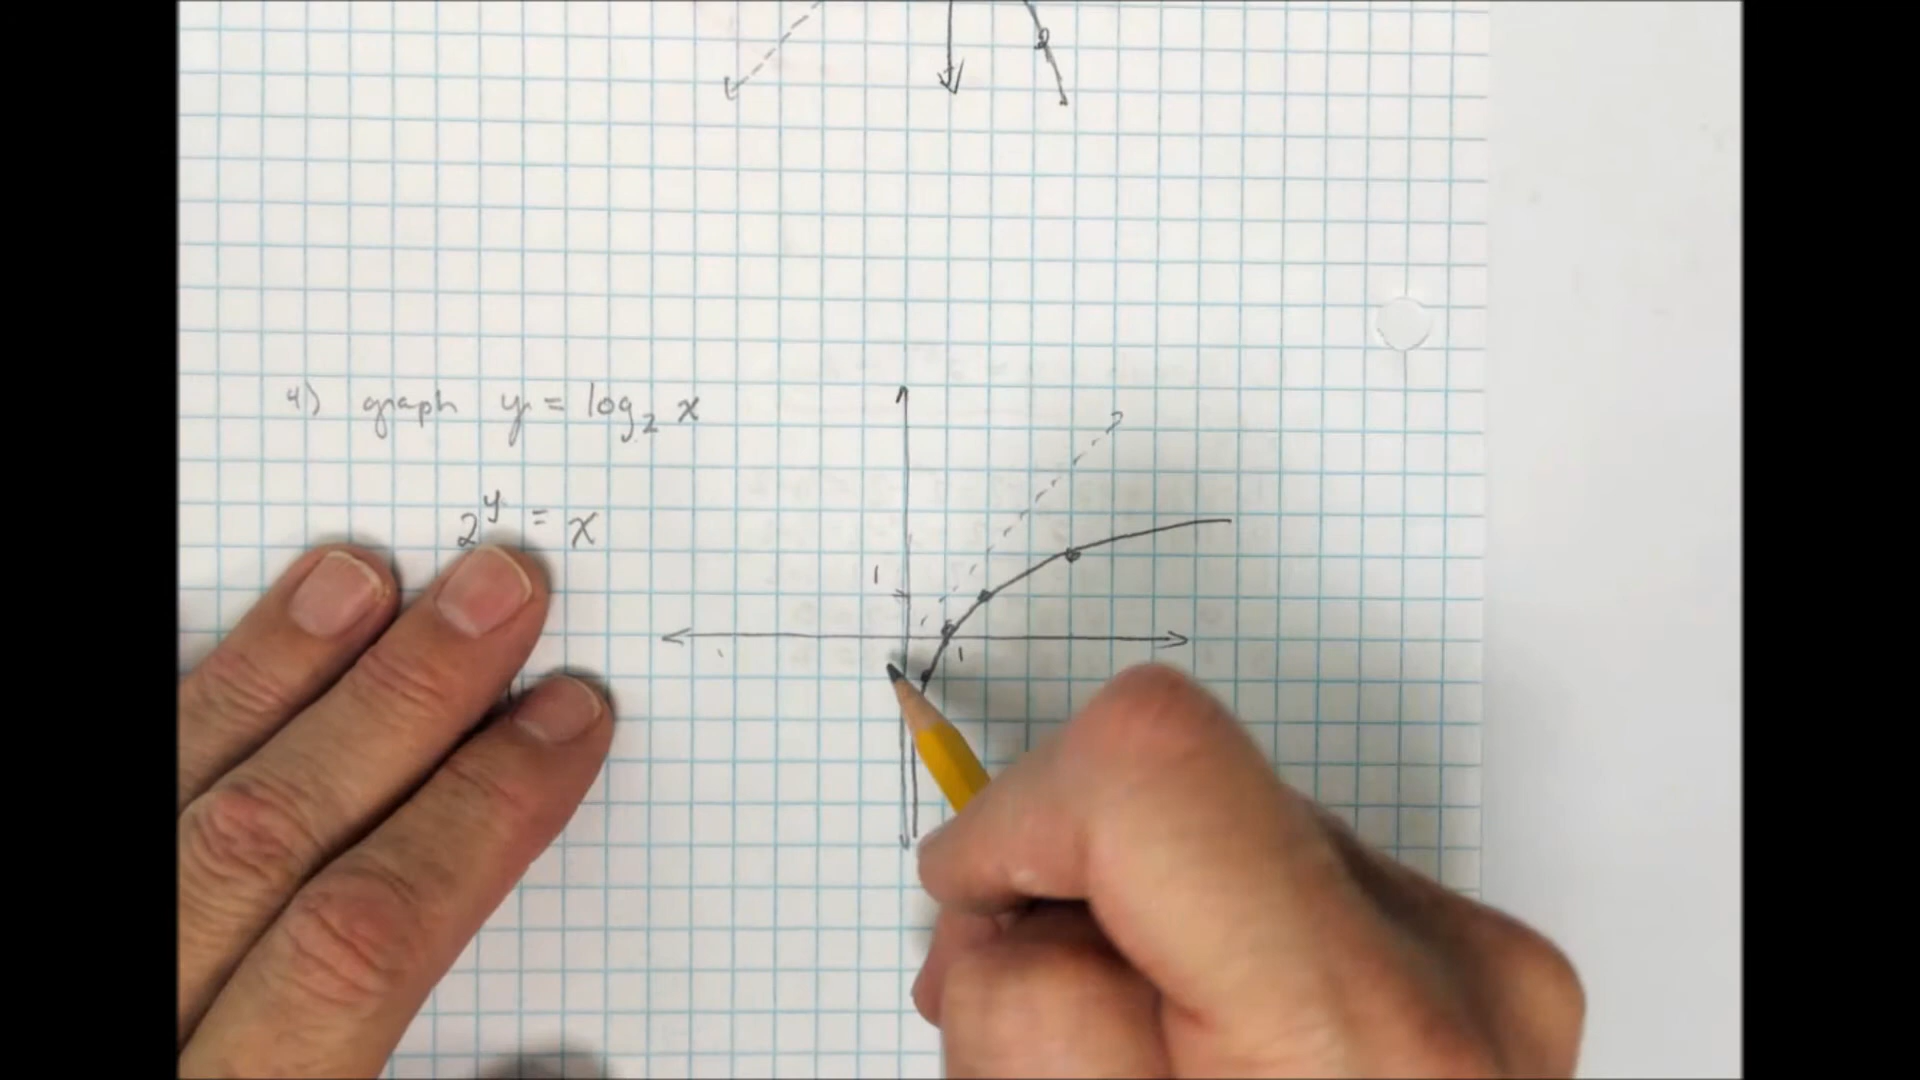 4) graph y = log₂ x
2ʸ = x
1
1